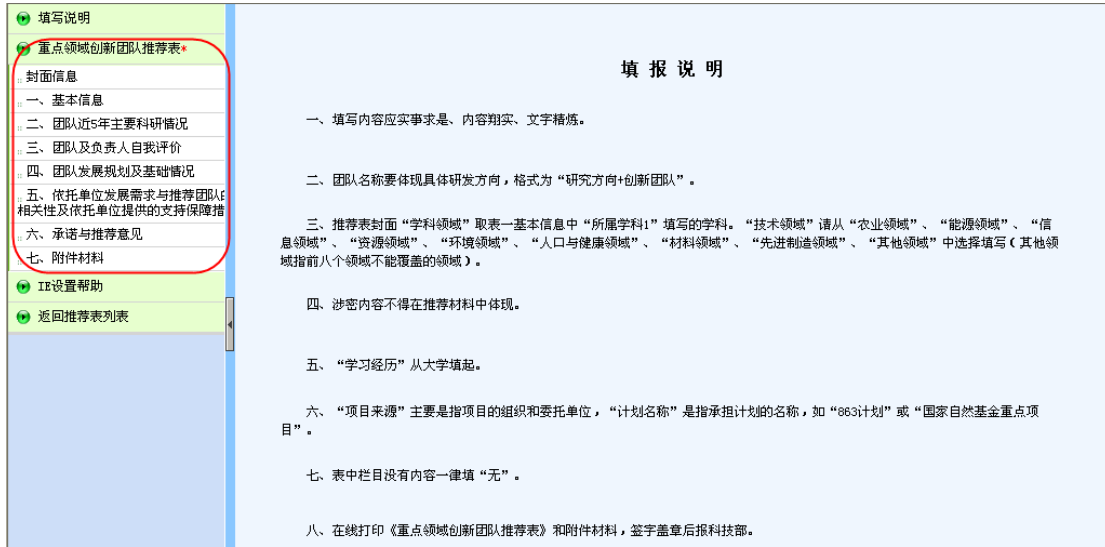 填写说明
重点领域创新团队推荐表*
封面信息
一、基本信息
二、团队近5年主要科研情况
三、团队及负责人自我评价
四、团队发展规划及基础情况
五、依托单位发展需求与推荐团队
相关性及依托单位提供的支持保障措
六、承诺与推荐意见
七、附件材料
IE设置帮助
返回推荐表列表
填报说明
一、填写内容应实事求是、内容翔实、文字精炼。
二、团队名称要体现具体研发方向，格式为“研究方向+创新团队”。
三、推荐表封面“学科领域”取表一基本信息中“所属学科1”填写的学科。“技术领域”请从“农业领域”、“能源领域”、“信
息领域”、“资源领域”、“环境领域”、“人口与健康领域”、“材料领域”、“先进制造领域”、“其他领域”中选择填写(其他领
域指前八个领域不能覆盖的领域)。
四、涉密内容不得在推荐材料中体现。
五、“学习经历”从大学填起。
六、“项目来源”主要是指项目的组织和委托单位，“计划名称”是指承担计划的名称，如“863计划”或“国家自然基金重点项
目”。
七、表中栏目没有内容一律填“无”。
八、在线打印《重点领域创新团队推荐表》和附件材料，签字盖章后报科技部。